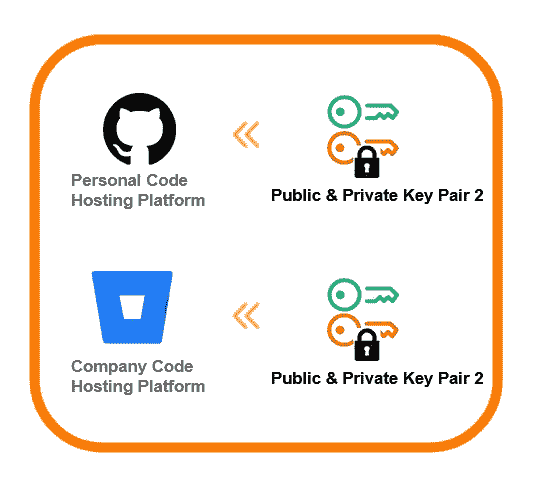 Personal Code
Hosting Platform
Public & Private Key Pair 2
Company Code
Hosting Platform
Public & Private Key Pair 2